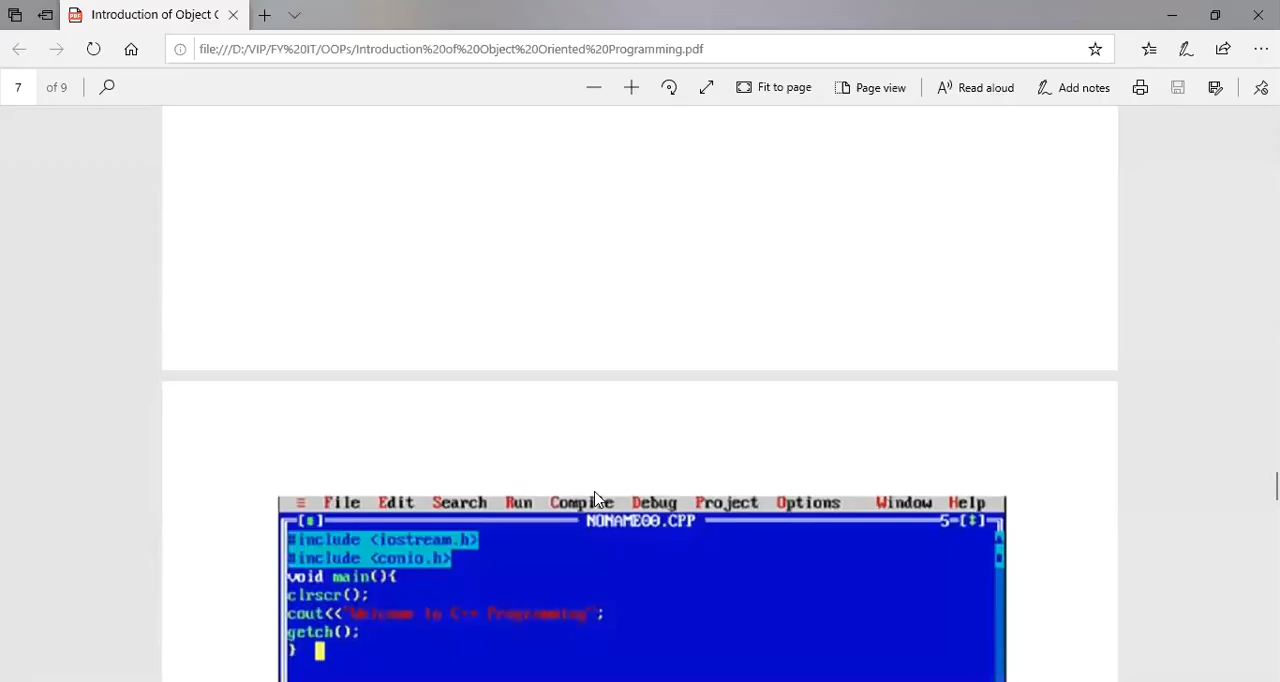 Introduction of Object C
file:///D:/VIP/FY%20IT/OOPs/Introduction%20of%20Object%20Oriented%20Programming.pdf
7 of 9
Fit to page
Page view
Read aloud
Add notes
File Edit Search Run Compile Debug Project Options Window Help
[■] NONAME00.CPP 5=[↕]
#include <iostream.h>
#include <conio.h>
void main(){
clrscr();
cout<<"Welcome to C++ Programming";
getch();
}